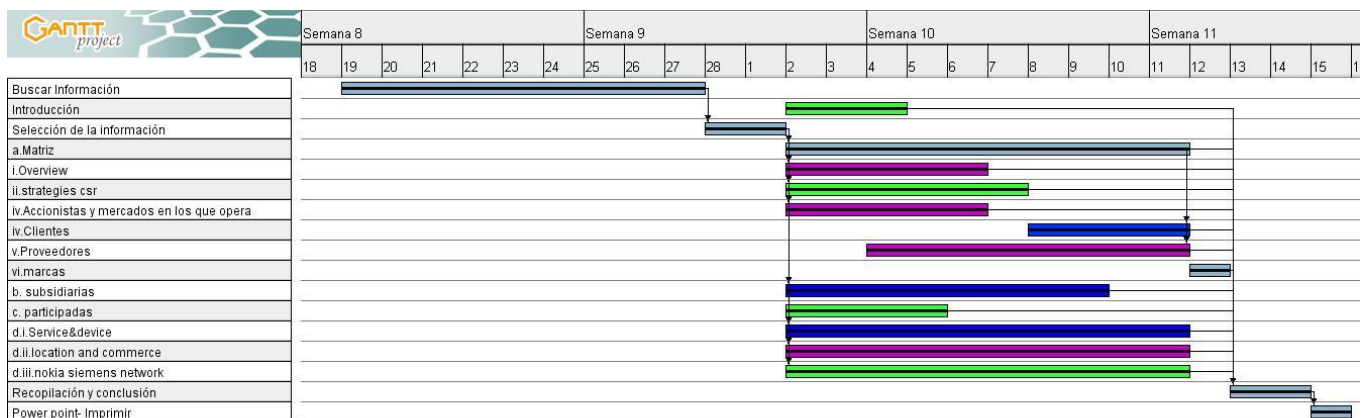 GANTT
project
Semana 8 Semana 9 Semana 10 Semana 11
18 19 20 21 22 23 24 25 26 27 28 1 2 3 4 5 6 7 8 9 10 11 12 13 14 15 1
Buscar Información
Introducción
Selección de la información
a.Matriz
i.Overview
ii.strategies csr
iv.Accionistas y mercados en los que opera
iv.Clientes
v.Proveedores
vi.marcas
b. subsidiarias
c. participadas
d.i.Service&device
d.ii.location and commerce
d.iii.nokia siemens network
Recopilación y conclusión
Power point- Imprimir